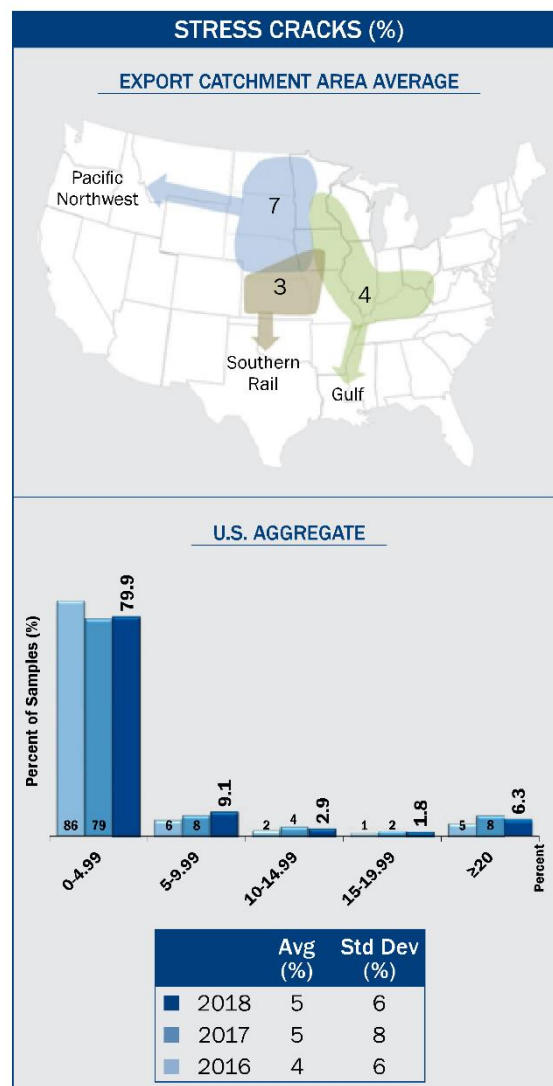 STRESS CRACKS (%)
EXPORT CATCHMENT AREA AVERAGE
Pacific
Northwest
7
3
4
Southern
Rail
Gulf
U.S. AGGREGATE
Percent of Samples (%)
86 79 79.9
6 8 9.1
2 4 2.9
1 2 1.8
5 8 6.3
0-4.99 5-9.99 10-14.99 15-19.99 ≥20 Percent
Avg Std Dev
(%) (%)
2018 5 6
2017 5 8
2016 4 6